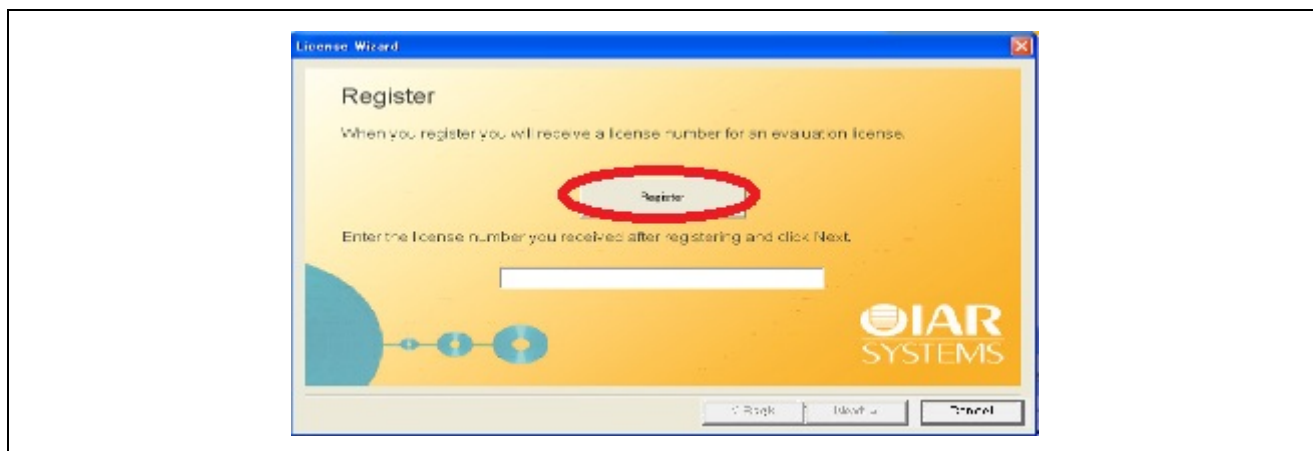 License Wizard
Register
When you register you will receive a license number for an evaluation license.
Register
Enter the license number you received after registering and click Next.
IAR
SYSTEMS
< Back
Next >
Cancel